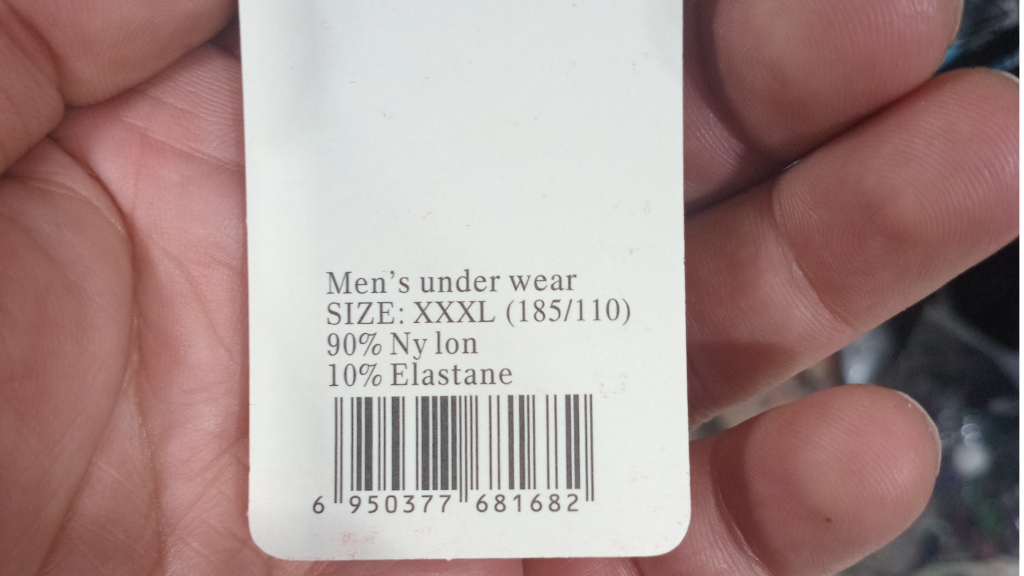 Men's under wear
SIZE: XXXL (185/110)
90% Ny lon
10% Elastane
6 950377 681682